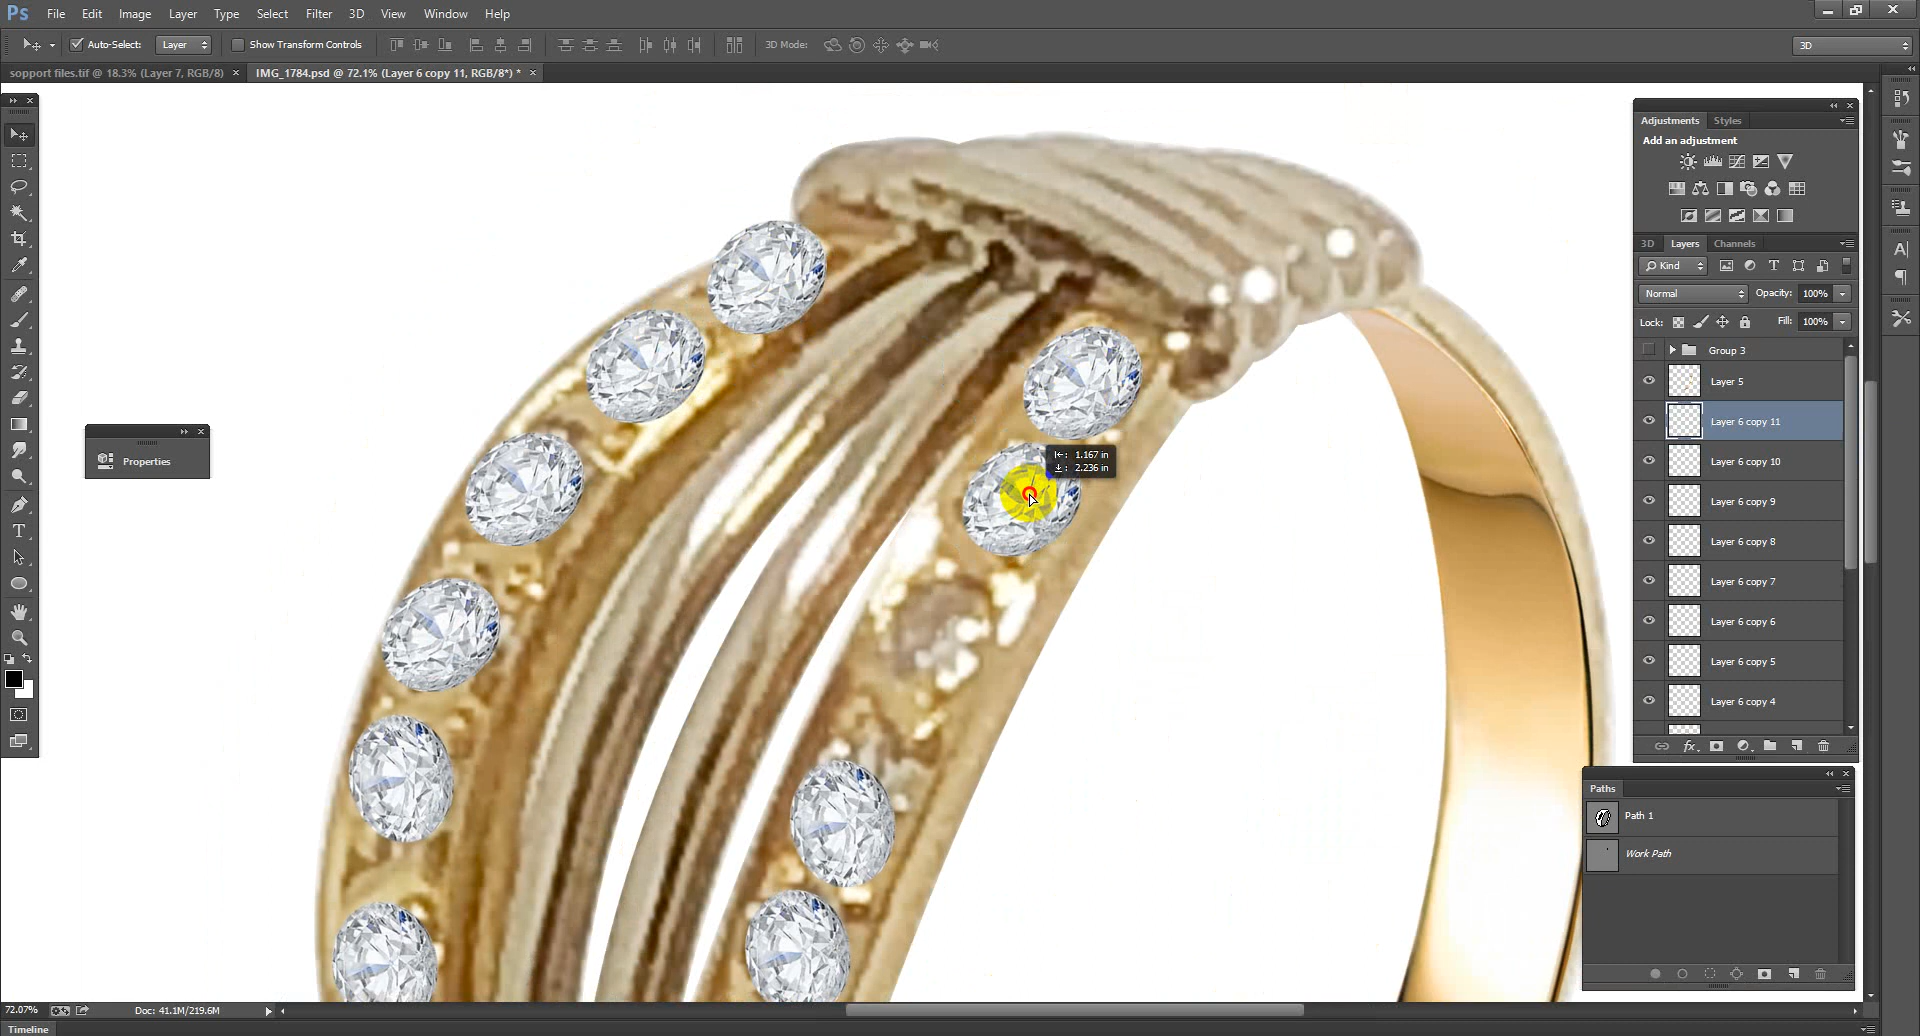 Ps File Edit Image Layer Type Select Filter 3D View Window Help
Auto-Select: Layer Show Transform Controls 3D Mode: 3D
sopport files.tif @ 18.3% (Layer 7, RGB/8) × IMG_1784.psd @ 72.1% (Layer 6 copy 11, RGB/8*) * ×
Properties
1.167 in
2.236 in
Adjustments Styles
Add an adjustment
3D Layers Channels
Kind
Normal Opacity: 100%
Lock: Fill: 100%
Group 3
Layer 5
Layer 6 copy 11
Layer 6 copy 10
Layer 6 copy 9
Layer 6 copy 8
Layer 6 copy 7
Layer 6 copy 6
Layer 6 copy 5
Layer 6 copy 4
Paths
Path 1
Work Path
72.07% Doc: 41.1M/219.6M
Timeline